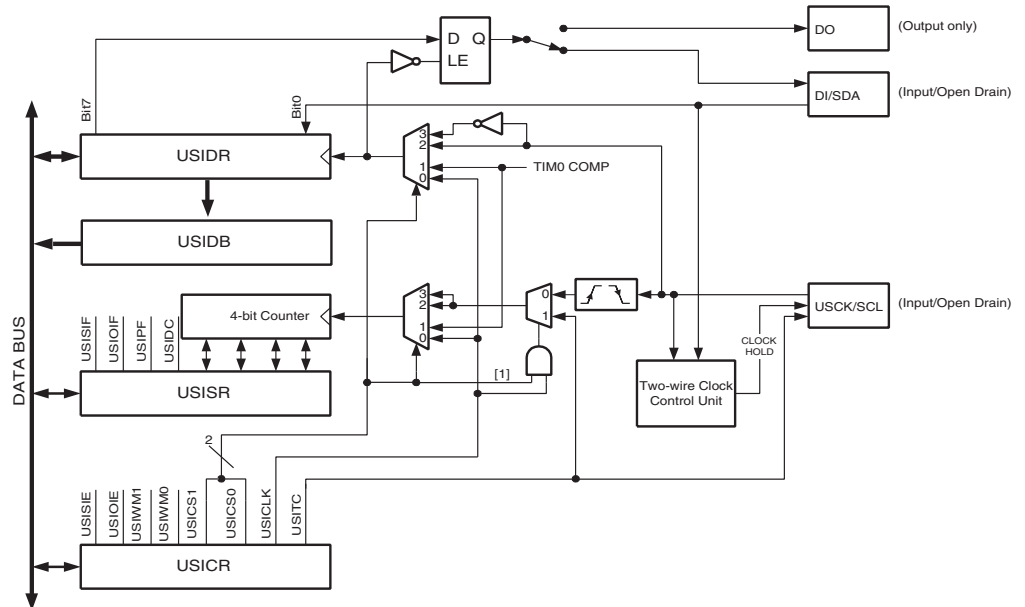 DO
(Output only)
D Q
LE
DI/SDA
(Input/Open Drain)
Bit7
Bit0
USIDR
3
2
1
0
TIM0 COMP
USIDB
DATA BUS
USISIF
USIOIF
USIPF
USIDC
4-bit Counter
3
2
1
0
0
1
USCK/SCL
(Input/Open Drain)
CLOCK
HOLD
[1]
Two-wire Clock
Control Unit
USISR
2
USISIE
USIOIE
USIWM1
USIWM0
USICS1
USICS0
USICLK
USITC
USICR